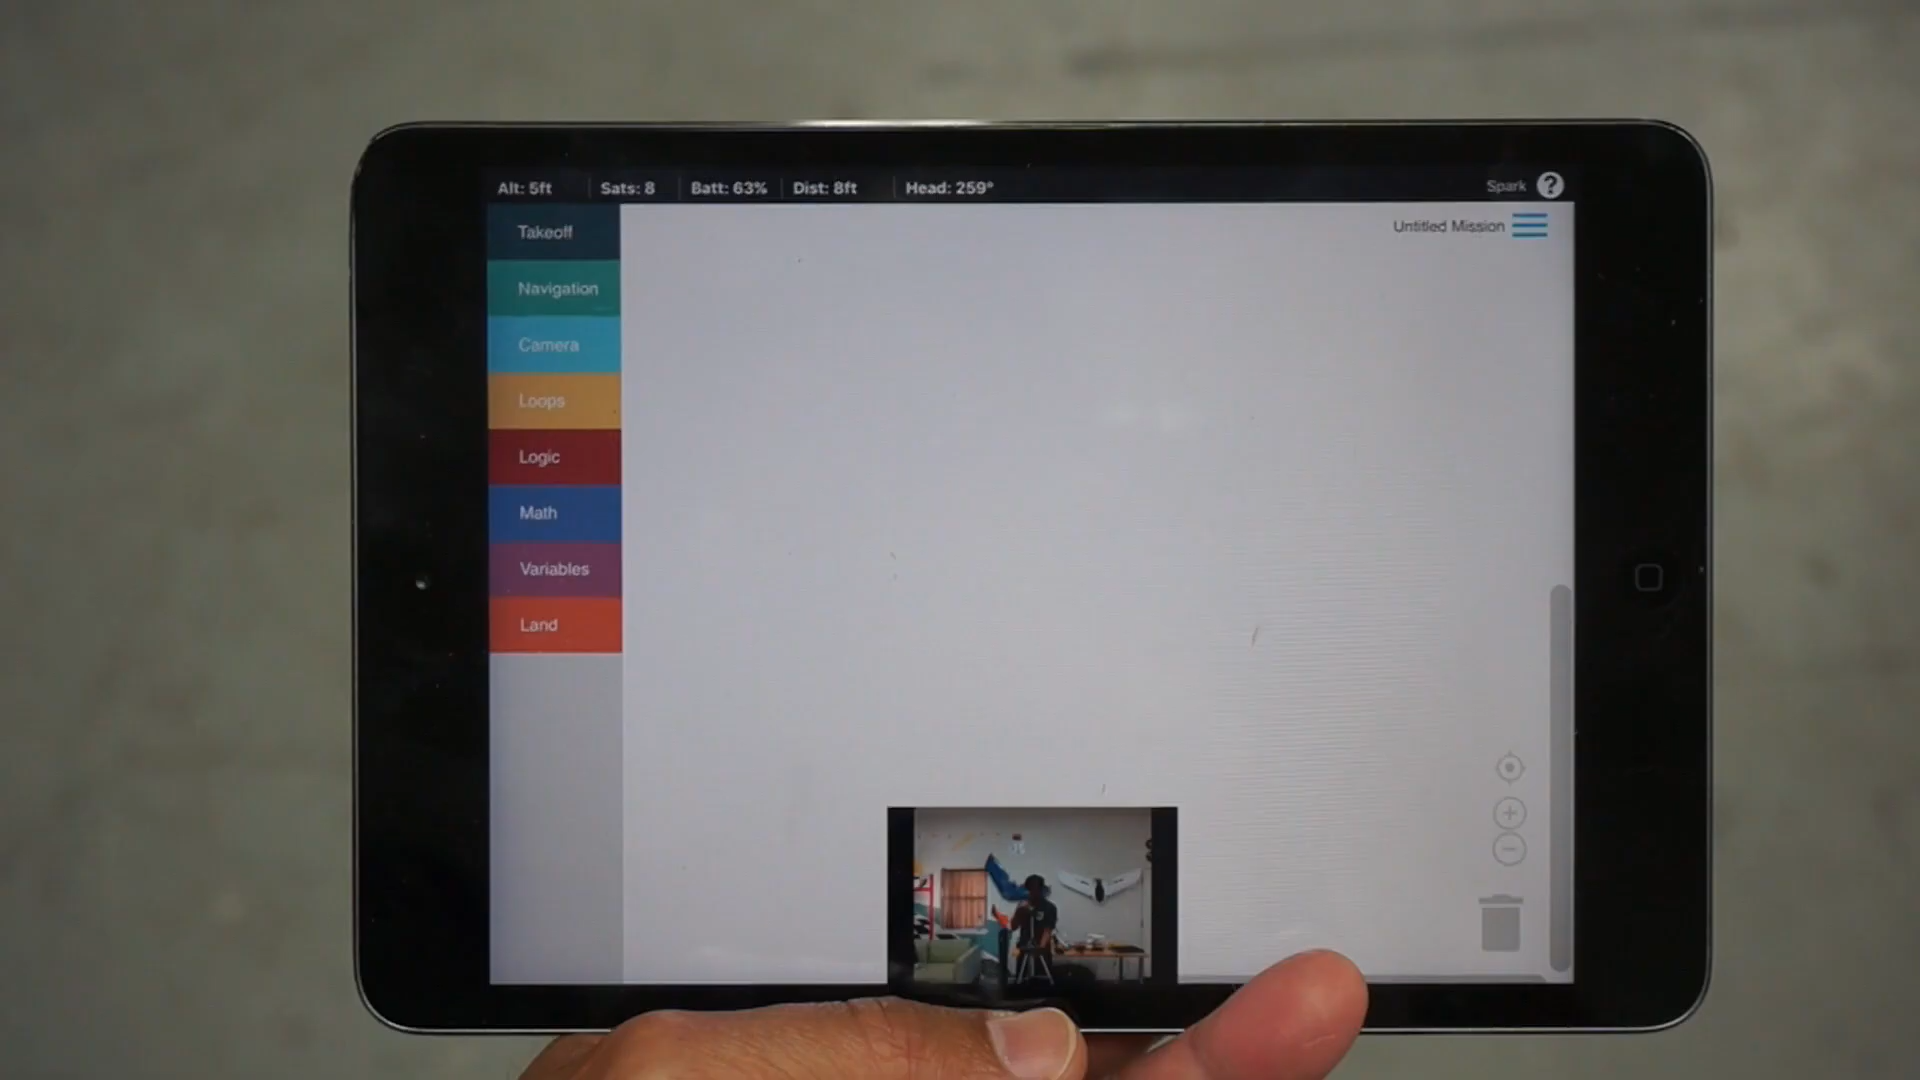 Alt: 5ft Sats: 8 Batt: 63% Dist: 8ft Head: 259° Spark ?
Untitled Mission
Takeoff
Navigation
Camera
Loops
Logic
Math
Variables
Land